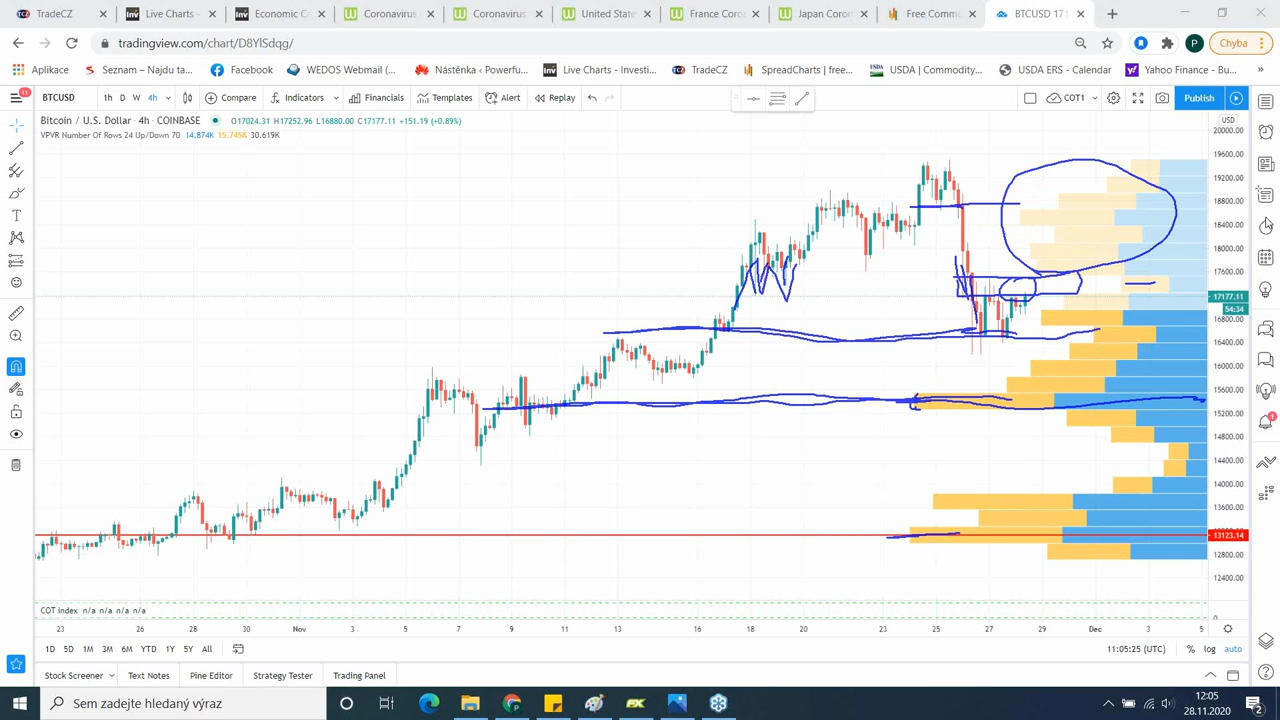 TradeCZ
Live Charts -
Economic C
Coronavirus
Coronavirus
United State
France Coro
Japan Coror
Free Commo
BTCUSD 171
tradingview.com/chart/D8YlSdqg/
P
Chyba
Aplikace
Seznam – Najdu ta...
Facebook
WEDOS Webmail (...
Nástěnka ‹ Powerfu...
Live Charts - Investi...
TradeCZ
SpreadCharts | free...
USDA | Commodity...
USDA ERS - Calendar
Yahoo Finance - Bu...
»
11
BTCUSD
1h D W 4h
Compare
Indicators
Financials
Templates
Alert
Replay
COT1
Publish
Bitcoin / U.S. Dollar · 4h · COINBASE
O17024.31 H17252.96 L16880.00 C17177.11 +151.19 (+0.89%)
VPVR Number Of Rows 24 Up/Down 70 14.874K 15.745K 30.619K
USD
20000.00
19600.00
19200.00
18800.00
18400.00
18000.00
17600.00
17177.11
54:34
16800.00
16400.00
16000.00
15600.00
15200.00
14800.00
14400.00
14000.00
13600.00
13123.14
12800.00
12400.00
0
1
COT index n/a n/a n/a n/a
23
26
28
30
Nov
3
5
7
9
11
13
16
18
20
23
25
27
29
Dec
3
5
1D 5D 1M 3M 6M YTD 1Y 5Y All
11:05:25 (UTC)
% log auto
Stock Screener
Text Notes
Pine Editor
Strategy Tester
Trading Panel
Sem zadejte hledaný výraz
FX
12:05
28.11.2020
2